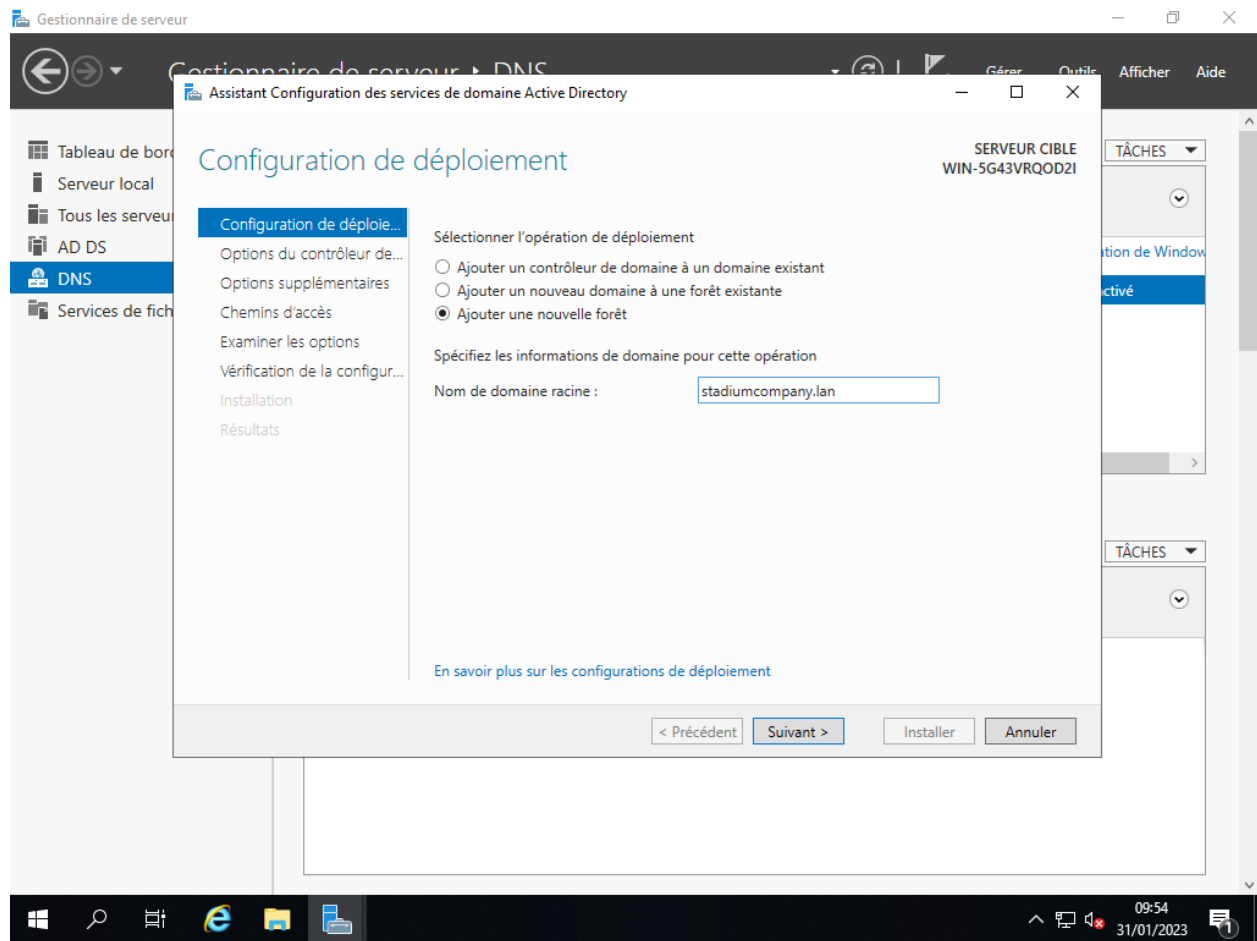 Gestionnaire de serveur
Gestionnaire de serveur ‣ DNS
Gérer Outils Afficher Aide
Assistant Configuration des services de domaine Active Directory
Tableau de bord
Serveur local
Tous les serveu
AD DS
DNS
Services de fich
Configuration de déploiement
SERVEUR CIBLE
WIN-5G43VRQOD2I
Configuration de déploie...
Options du contrôleur de...
Options supplémentaires
Chemins d'accès
Examiner les options
Vérification de la configur...
Installation
Résultats
Sélectionner l'opération de déploiement
Ajouter un contrôleur de domaine à un domaine existant
Ajouter un nouveau domaine à une forêt existante
Ajouter une nouvelle forêt
Spécifiez les informations de domaine pour cette opération
Nom de domaine racine : stadiumcompany.lan
En savoir plus sur les configurations de déploiement
< Précédent Suivant > Installer Annuler
TÂCHES
ation de Window
activé
TÂCHES
09:54
31/01/2023
1